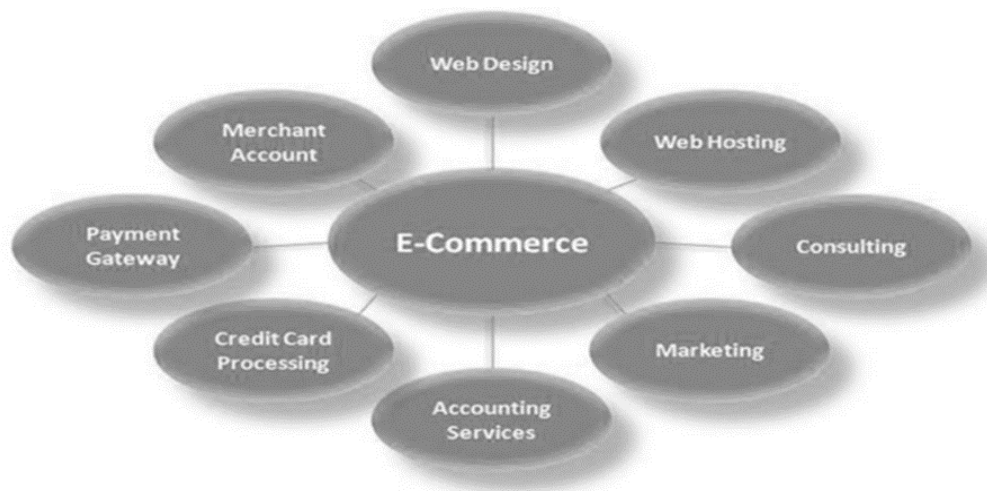 Web Design
Merchant
Account
Web Hosting
Payment
Gateway
E-Commerce
Consulting
Credit Card
Processing
Marketing
Accounting
Services